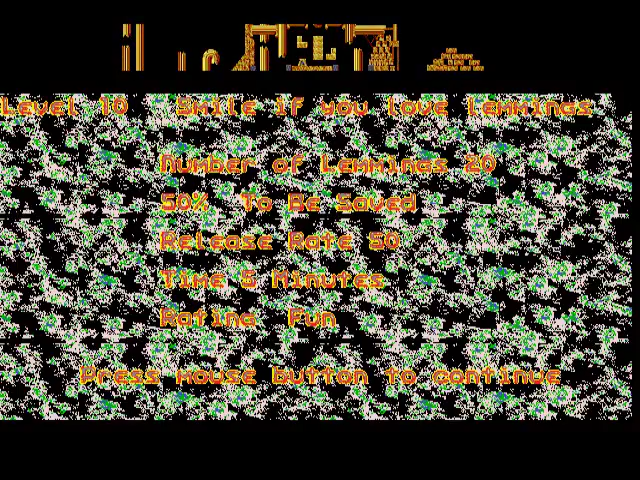 Level 10 Smile if you love lemmings
Number of Lemmings 20
50% To Be Saved
Release Rate 50
Time 5 Minutes
Rating Fun
Press mouse button to continue